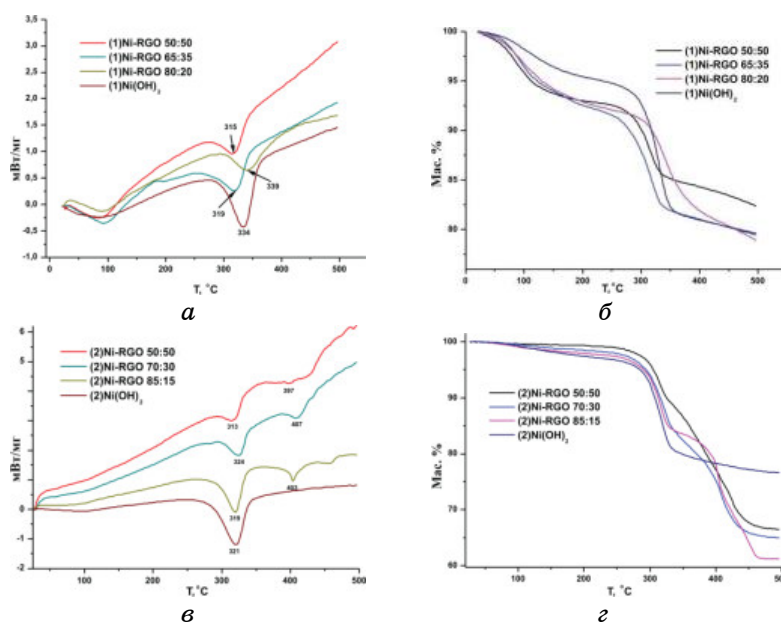 мВт/мг
3,5
3,0
2,5
2,0
1,5
1,0
0,5
0,0
-0,5
-1,0
(1)Ni-RGO 50:50
(1)Ni-RGO 65:35
(1)Ni-RGO 80:20
(1)Ni(OH)2
315
339
319
334
0
100
200
300
400
500
T, °C
а
Мас. %
100
95
90
85
80
(1)Ni-RGO 50:50
(1)Ni-RGO 65:35
(1)Ni-RGO 80:20
(1)Ni(OH)2
0
100
200
300
400
500
T, °C
б
мВт/мг
6
4
2
0
-1
-2
(2)Ni-RGO 50:50
(2)Ni-RGO 70:30
(2)Ni-RGO 85:15
(2)Ni(OH)2
397
313
407
324
403
319
321
100
200
300
400
500
T, °C
в
Мас. %
100
90
80
70
60
(2)Ni-RGO 50:50
(2)Ni-RGO 70:30
(2)Ni-RGO 85:15
(2)Ni(OH)2
100
200
300
400
500
T, °C
г